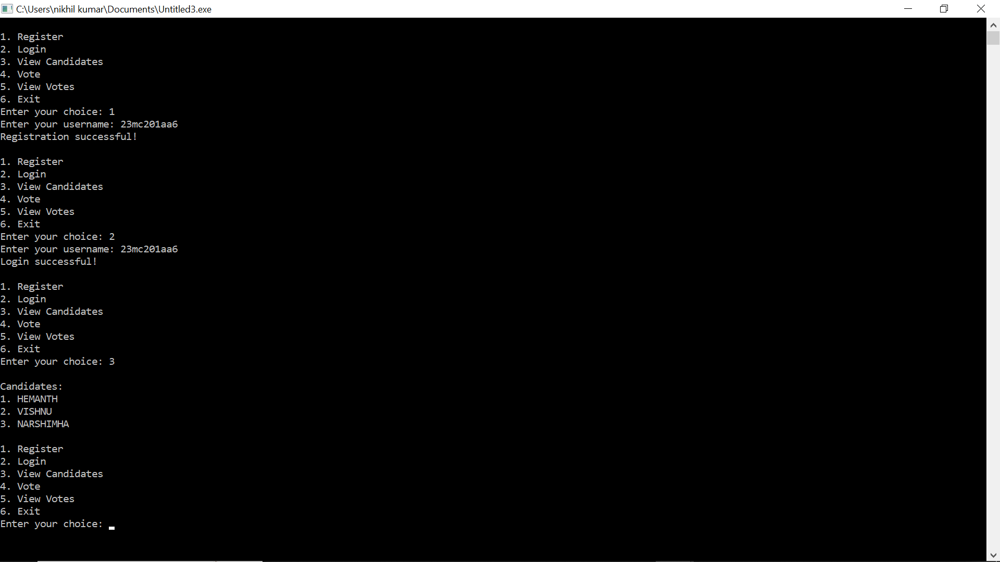 C:\Users\nikhil kumar\Documents\Untitled3.exe
1. Register
2. Login
3. View Candidates
4. Vote
5. View Votes
6. Exit
Enter your choice: 1
Enter your username: 23mc201aa6
Registration successful!
1. Register
2. Login
3. View Candidates
4. Vote
5. View Votes
6. Exit
Enter your choice: 2
Enter your username: 23mc201aa6
Login successful!
1. Register
2. Login
3. View Candidates
4. Vote
5. View Votes
6. Exit
Enter your choice: 3
Candidates:
1. HEMANTH
2. VISHNU
3. NARSHIMHA
1. Register
2. Login
3. View Candidates
4. Vote
5. View Votes
6. Exit
Enter your choice: